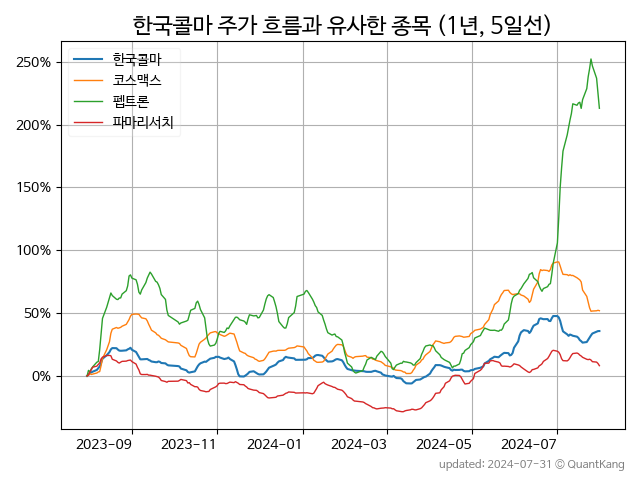 한국콜마 주가 흐름과 유사한 종목 (1년, 5일선)
한국콜마
코스맥스
펩트론
파마리서치
250%
200%
150%
100%
50%
0%
2023-09 2023-11 2024-01 2024-03 2024-05 2024-07
updated: 2024-07-31 © QuantKang